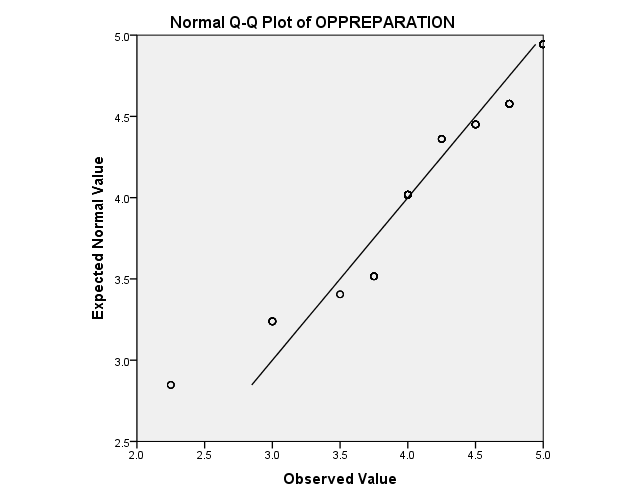 Normal Q-Q Plot of OPPREPARATION
5.0
4.5
4.0
3.5
3.0
2.5
Expected Normal Value
2.0 2.5 3.0 3.5 4.0 4.5 5.0
Observed Value